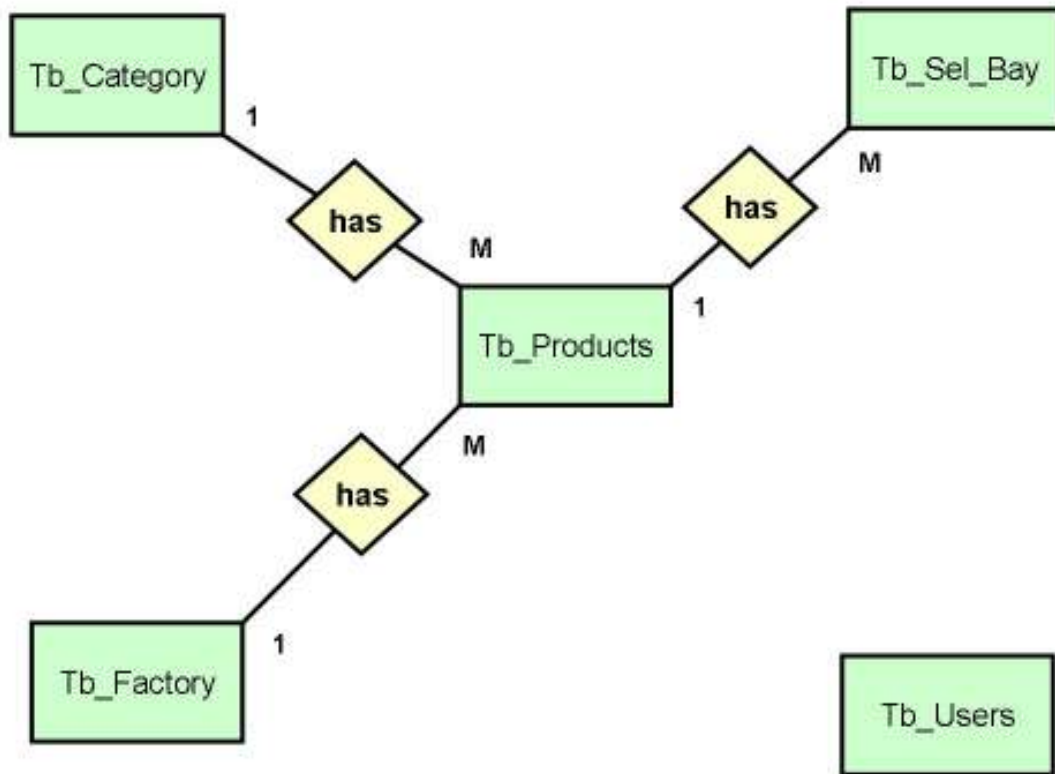 Tb_Category
Tb_Sel_Bay
1
M
has
has
M
1
Tb_Products
M
has
1
Tb_Factory
Tb_Users